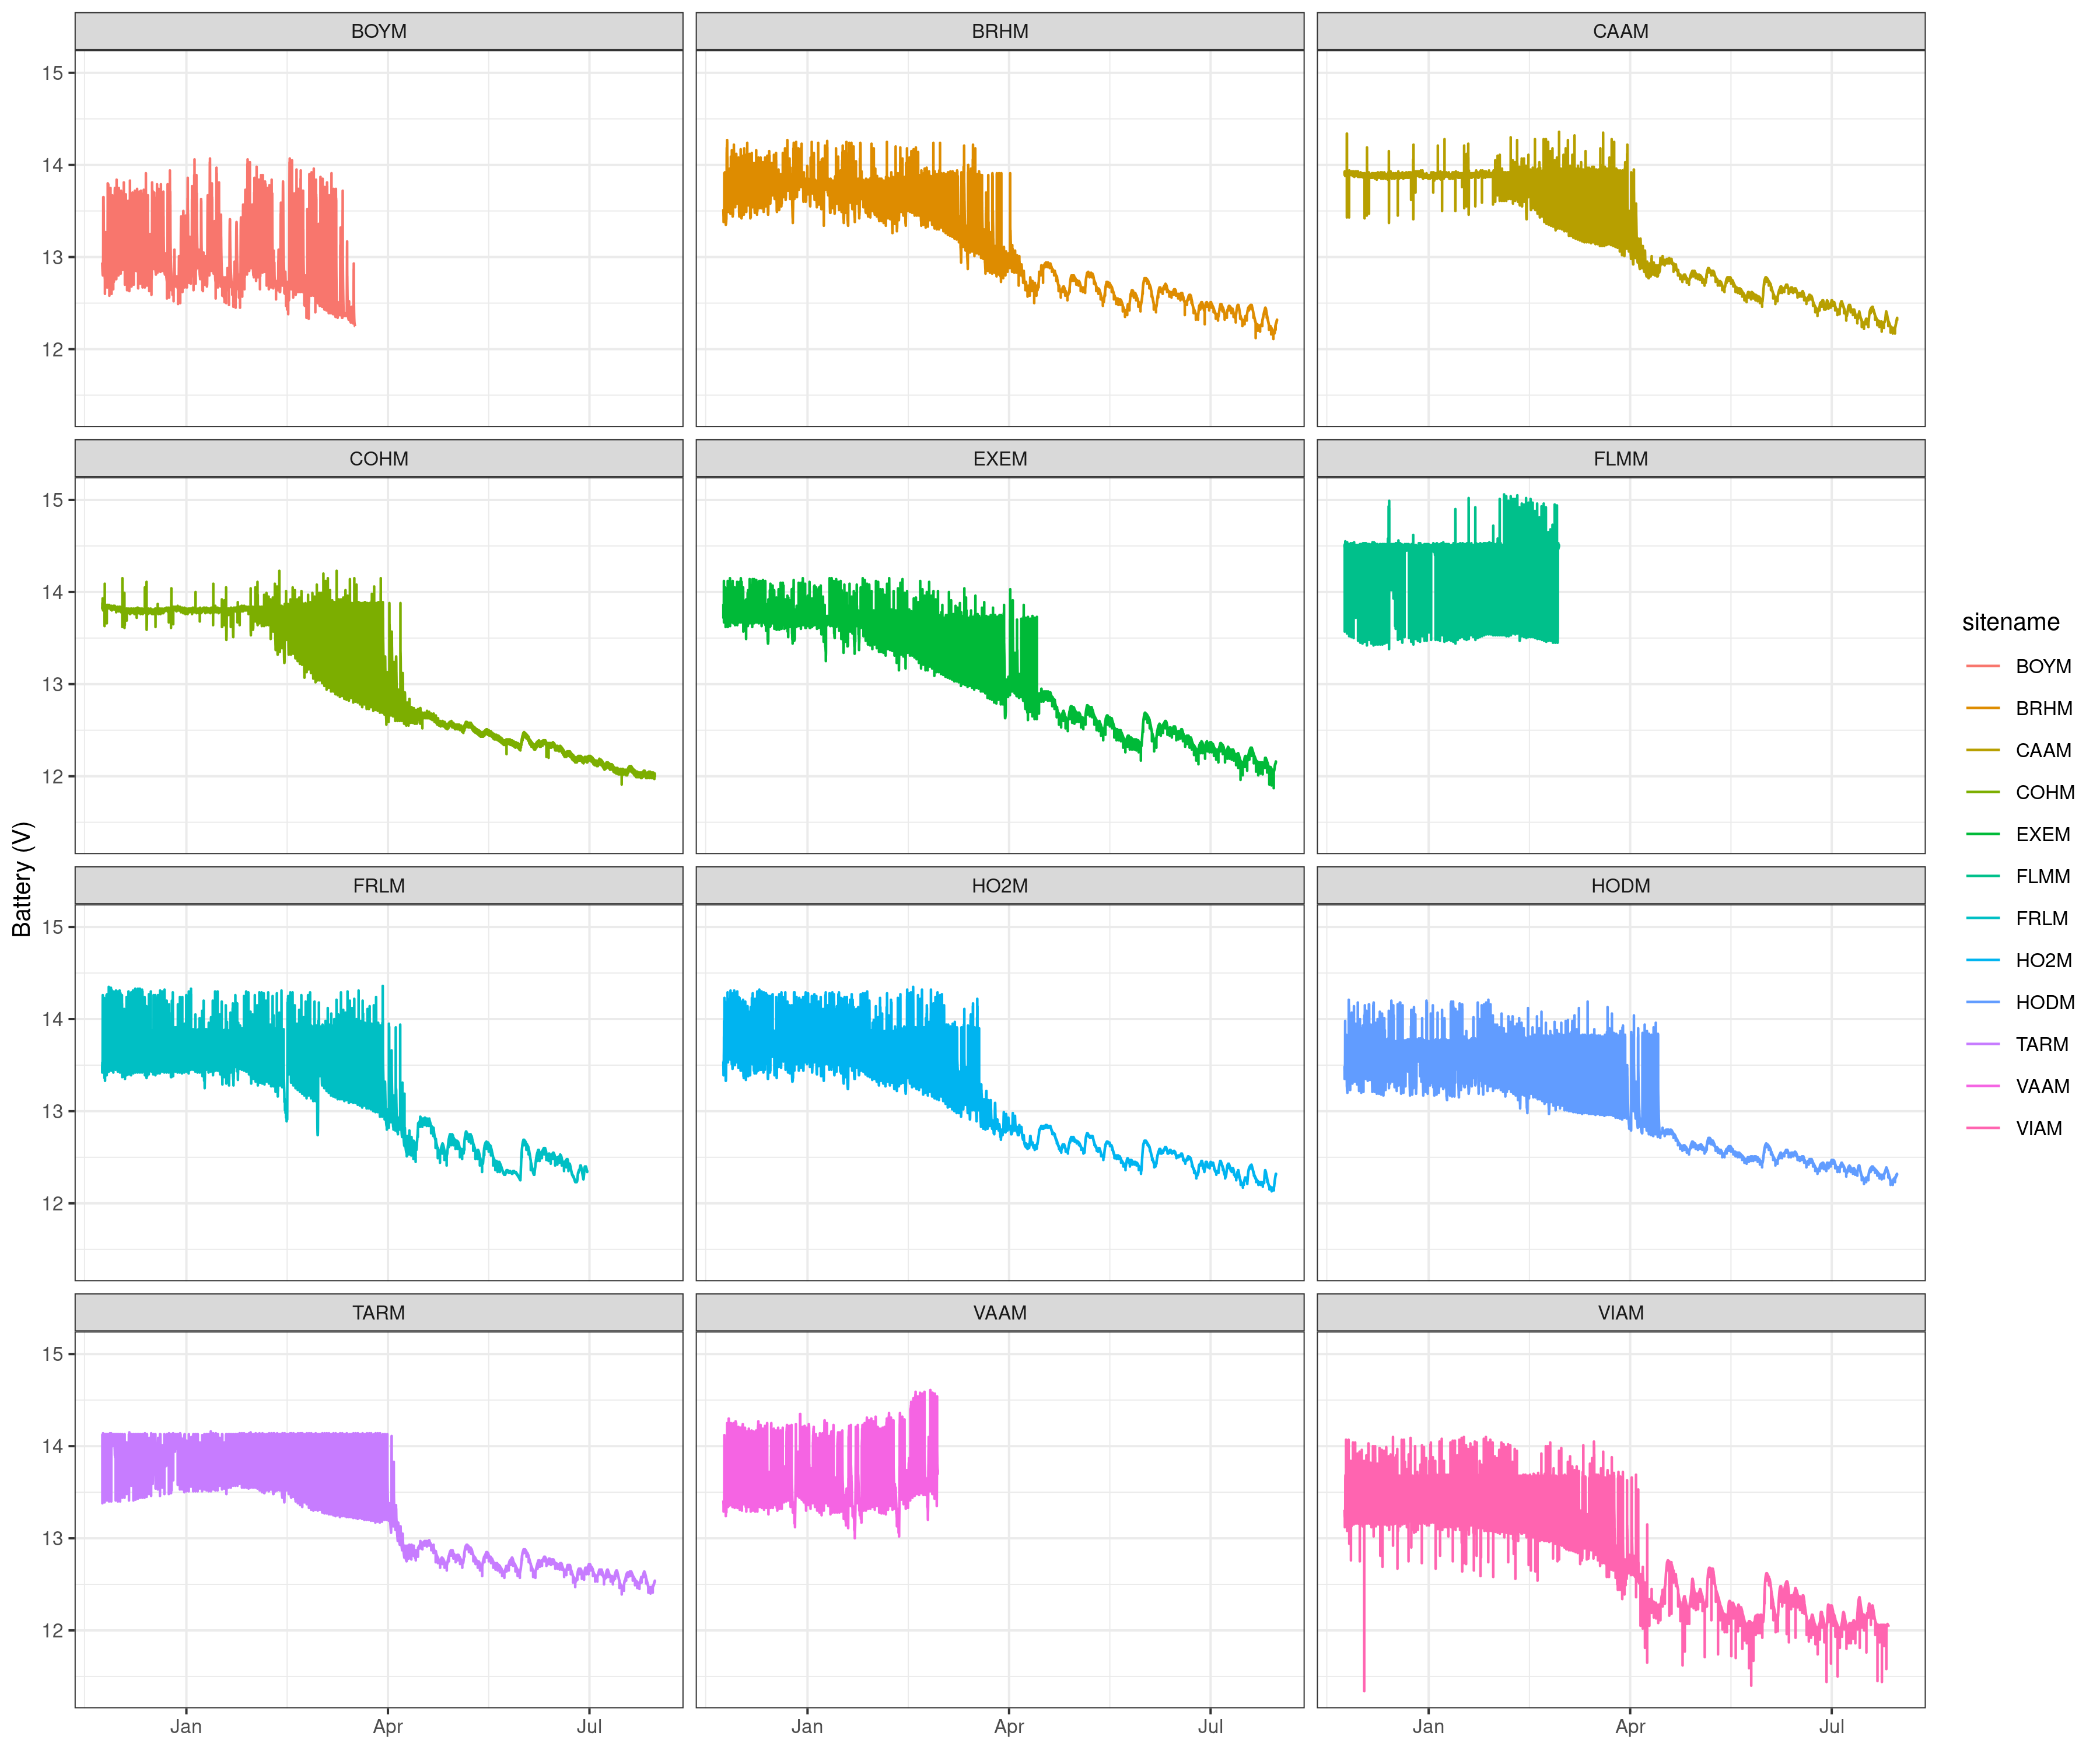 BOYM BRHM CAAM
15
14
13
12
COHM EXEM FLMM
15
14
13
12
Battery (V)
FRLM HO2M HODM
15
14
13
12
TARM VAAM VIAM
15
14
13
12
Jan Apr Jul Jan Apr Jul Jan Apr Jul
sitename
BOYM
BRHM
CAAM
COHM
EXEM
FLMM
FRLM
HO2M
HODM
TARM
VAAM
VIAM